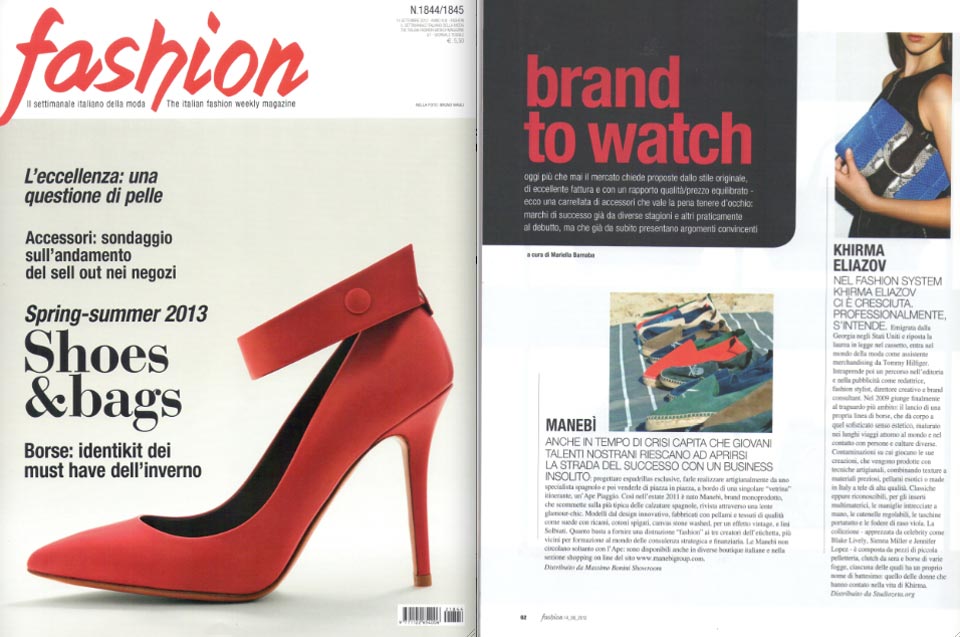 fashion
Il settimanale italiano della moda The italian fashion weekly magazine
N.1844/1845
€ 5,50
NELLA FOTO: BRUNO MAGLI
L'eccellenza: una
questione di pelle
Accessori: sondaggio
sull'andamento
del sell out nei negozi
Spring-summer 2013
Shoes
&bags
Borse: identikit dei
must have dell'inverno
brand
to watch
oggi più che mai il mercato chiede proposte dallo stile originale,
di eccellente fattura e con un rapporto qualità/prezzo equilibrato -
ecco una carrellata di accessori che vale la pena tenere d'occhio:
marchi di successo già da diverse stagioni e altri praticamente
al debutto, ma che già da subito presentano argomenti convincenti
a cura di Mariella Barnaba
MANEBÌ
ANCHE IN TEMPO DI CRISI CAPITA CHE GIOVANI
TALENTI NOSTRANI RIESCANO AD APRIRSI
LA STRADA DEL SUCCESSO CON UN BUSINESS
INSOLITO: progettare espadrillas esclusive, farle realizzare artigianalmente da uno
specialista spagnolo e poi venderle di piazza in piazza, a bordo di una singolare "vetrina"
itinerante, un'Ape Piaggio. Così nell'estate 2011 è nato Manebì, brand monoprodotto,
che scommette sulla più tipica delle calzature spagnole, rivista attraverso una lente
glamour-chic. Modelli dal design innovativo, fabbricati con pellami e tessuti di qualità
come suede con ricami, cotoni spigati, canvas stone washed, per un effetto vintage, e lini
Solbiati. Quanto basta a fornire una distrazione "fashion" ai tre creatori dell'etichetta, più
vicini per formazione al mondo delle consulenza strategica e finanziaria. Le Manebì non
circolano soltanto con l'Ape: sono disponibili anche in diverse boutique italiane e nella
sezione shopping on line del sito www.manebigroup.com.
Distribuito da Massimo Bonini Showroom
KHIRMA
ELIAZOV
NEL FASHION SYSTEM
KHIRMA ELIAZOV
CI È CRESCIUTA.
PROFESSIONALMENTE,
S'INTENDE. Emigrata dalla
Georgia negli Stati Uniti e riposta la
laurea in legge nel cassetto, entra nel
mondo della moda come assistente
merchandising da Tommy Hilfiger.
Intraprende poi un percorso nell'editoria
e nella pubblicità come redattrice,
fashion stylist, direttore creativo e brand
consultant. Nel 2009 giunge finalmente
al traguardo più ambito: il lancio di una
propria linea di borse, che dà corpo a
quel sofisticato senso estetico, maturato
nei lunghi viaggi attorno al mondo e nel
contatto con persone e culture diverse.
Contaminazioni su cui giocano le sue
creazioni, che vengono prodotte con
tecniche artigianali, combinando texture a
materiali preziosi, pellami esotici o made
in Italy a tele di alta qualità. Classiche
eppure riconoscibili, per gli inserti
multimaterici, le maniglie intrecciate a
mano, le catenelle regolabili, le taschine
portatutto e le fodere di raso viola. La
collezione - apprezzata da celebrity come
Blake Lively, Sienna Miller e Jennifer
Lopez - è composta da pezzi di piccola
pelletteria, clutch da sera e borse di varie
fogge, ciascuna delle quali ha un proprio
nome di battesimo: quello delle donne che
hanno contato nella vita di Khirma.
Distribuito da Studiozeta.org
62 fashion